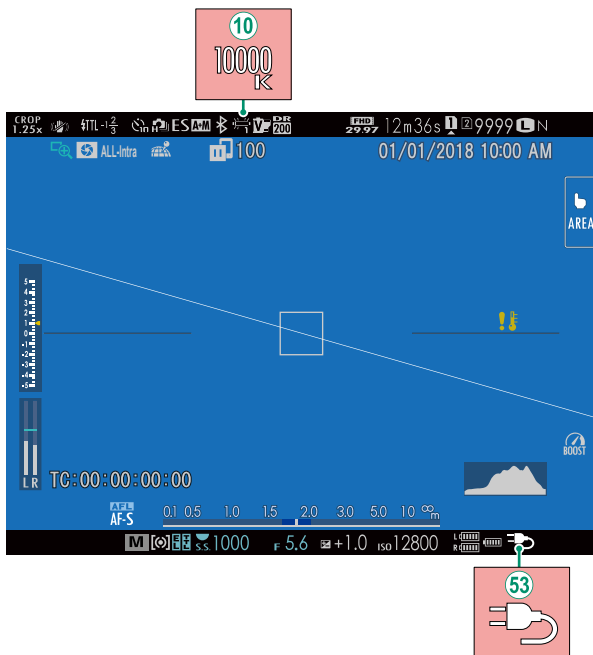 10
10000
K
CROP
1.25x
TTL -1 2/3
H
ES
A+M
V
DR
200
FHD
29.97
12m36s
1
2
9999
L
N
S
ALL-Intra
100
01/01/2018 10:00 AM
AREA
5
4
3
2
1
0
-1
-2
-3
-4
-5
!
BOOST
L R
TC:00:00:00:00
AFL
AF-S
0.1 0.5 1.0 1.5 2.0 3.0 5.0 10 ∞m
M
S.S. 1000
F 5.6
+1.0
ISO 12800
L
R
53